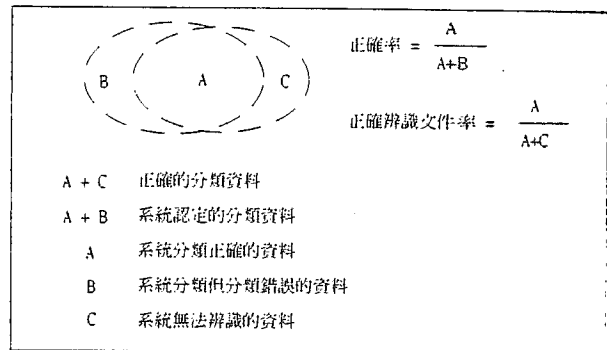 B A C
正確率 = A / A+B
正確辨識文件率 = A / A+C
A + C 正確的分類資料
A + B 系統認定的分類資料
A 系統分類正確的資料
B 系統分類但分類錯誤的資料
C 系統無法辨識的資料